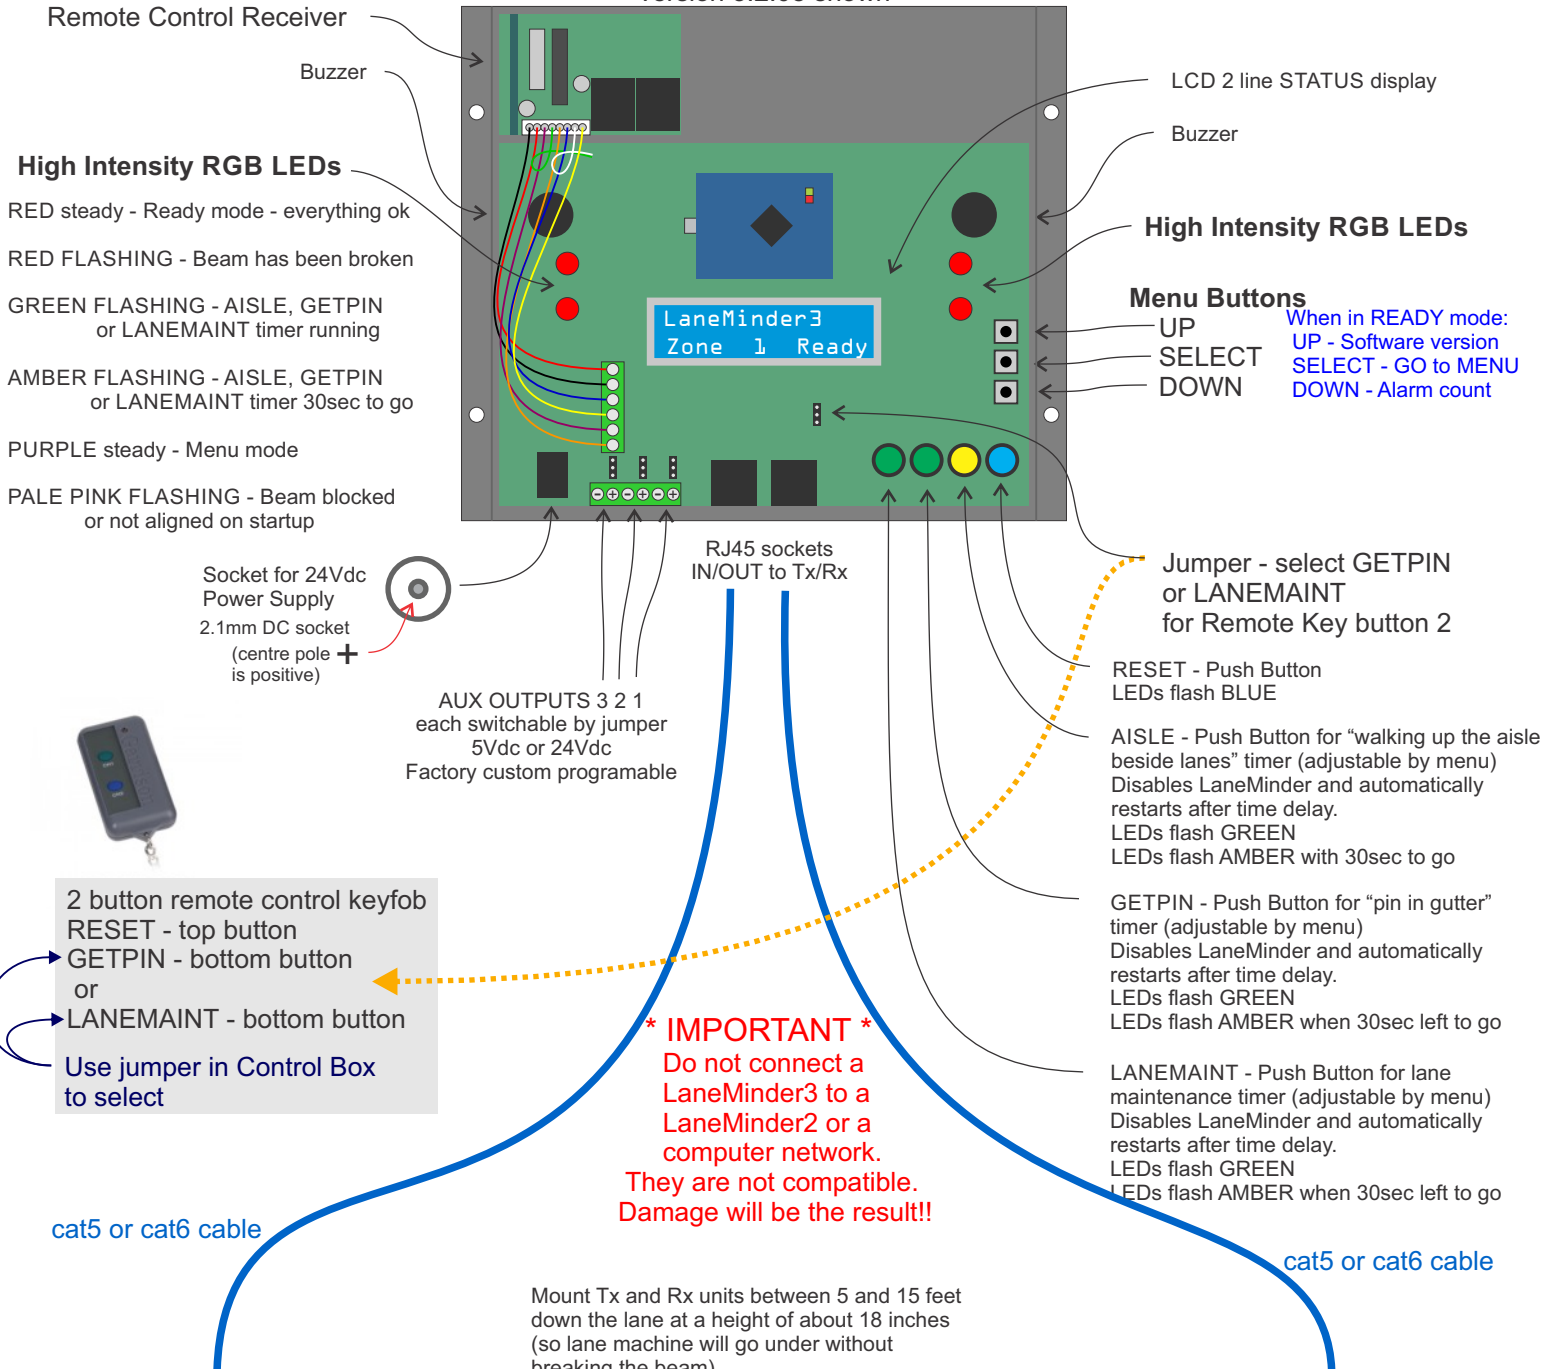 Version 3.2.05 shown
Remote Control Receiver
Buzzer
High Intensity RGB LEDs
RED steady - Ready mode - everything ok
RED FLASHING - Beam has been broken
GREEN FLASHING - AISLE, GETPIN
or LANEMAINT timer running
AMBER FLASHING - AISLE, GETPIN
or LANEMAINT timer 30sec to go
PURPLE steady - Menu mode
PALE PINK FLASHING - Beam blocked
or not aligned on startup
LaneMinder3
Zone 1 Ready
LCD 2 line STATUS display
Buzzer
High Intensity RGB LEDs
Menu Buttons
UP
SELECT
DOWN
When in READY mode:
UP - Software version
SELECT - GO to MENU
DOWN - Alarm count
Socket for 24Vdc
Power Supply
2.1mm DC socket
(centre pole +
is positive)
RJ45 sockets
IN/OUT to Tx/Rx
AUX OUTPUTS 3 2 1
each switchable by jumper
5Vdc or 24Vdc
Factory custom programable
Jumper - select GETPIN
or LANEMAINT
for Remote Key button 2
RESET - Push Button
LEDs flash BLUE
AISLE - Push Button for “walking up the aisle
beside lanes” timer (adjustable by menu)
Disables LaneMinder and automatically
restarts after time delay.
LEDs flash GREEN
LEDs flash AMBER with 30sec to go
GETPIN - Push Button for “pin in gutter”
timer (adjustable by menu)
Disables LaneMinder and automatically
restarts after time delay.
LEDs flash GREEN
LEDs flash AMBER when 30sec left to go
LANEMAINT - Push Button for lane
maintenance timer (adjustable by menu)
Disables LaneMinder and automatically
restarts after time delay.
LEDs flash GREEN
LEDs flash AMBER when 30sec left to go
2 button remote control keyfob
RESET - top button
GETPIN - bottom button
or
LANEMAINT - bottom button
Use jumper in Control Box
to select
* IMPORTANT *
Do not connect a
LaneMinder3 to a
LaneMinder2 or a
computer network.
They are not compatible.
Damage will be the result!!
cat5 or cat6 cable
cat5 or cat6 cable
Mount Tx and Rx units between 5 and 15 feet
down the lane at a height of about 18 inches
(so lane machine will go under without
breaking the beam)